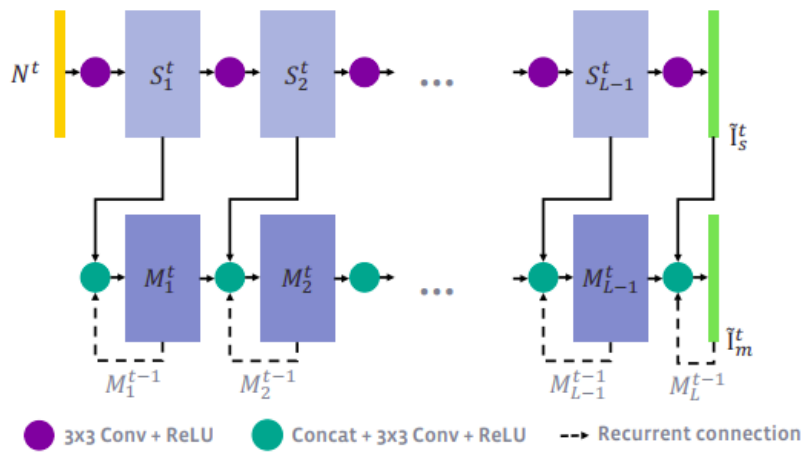 N^t S_1^t S_2^t ... S_{L-1}^t
Ĩ_s^t
M_1^t M_2^t ... M_{L-1}^t
Ĩ_m^t
M_1^{t-1} M_2^{t-1} M_{L-1}^{t-1} M_L^{t-1}
3x3 Conv + ReLU Concat + 3x3 Conv + ReLU Recurrent connection